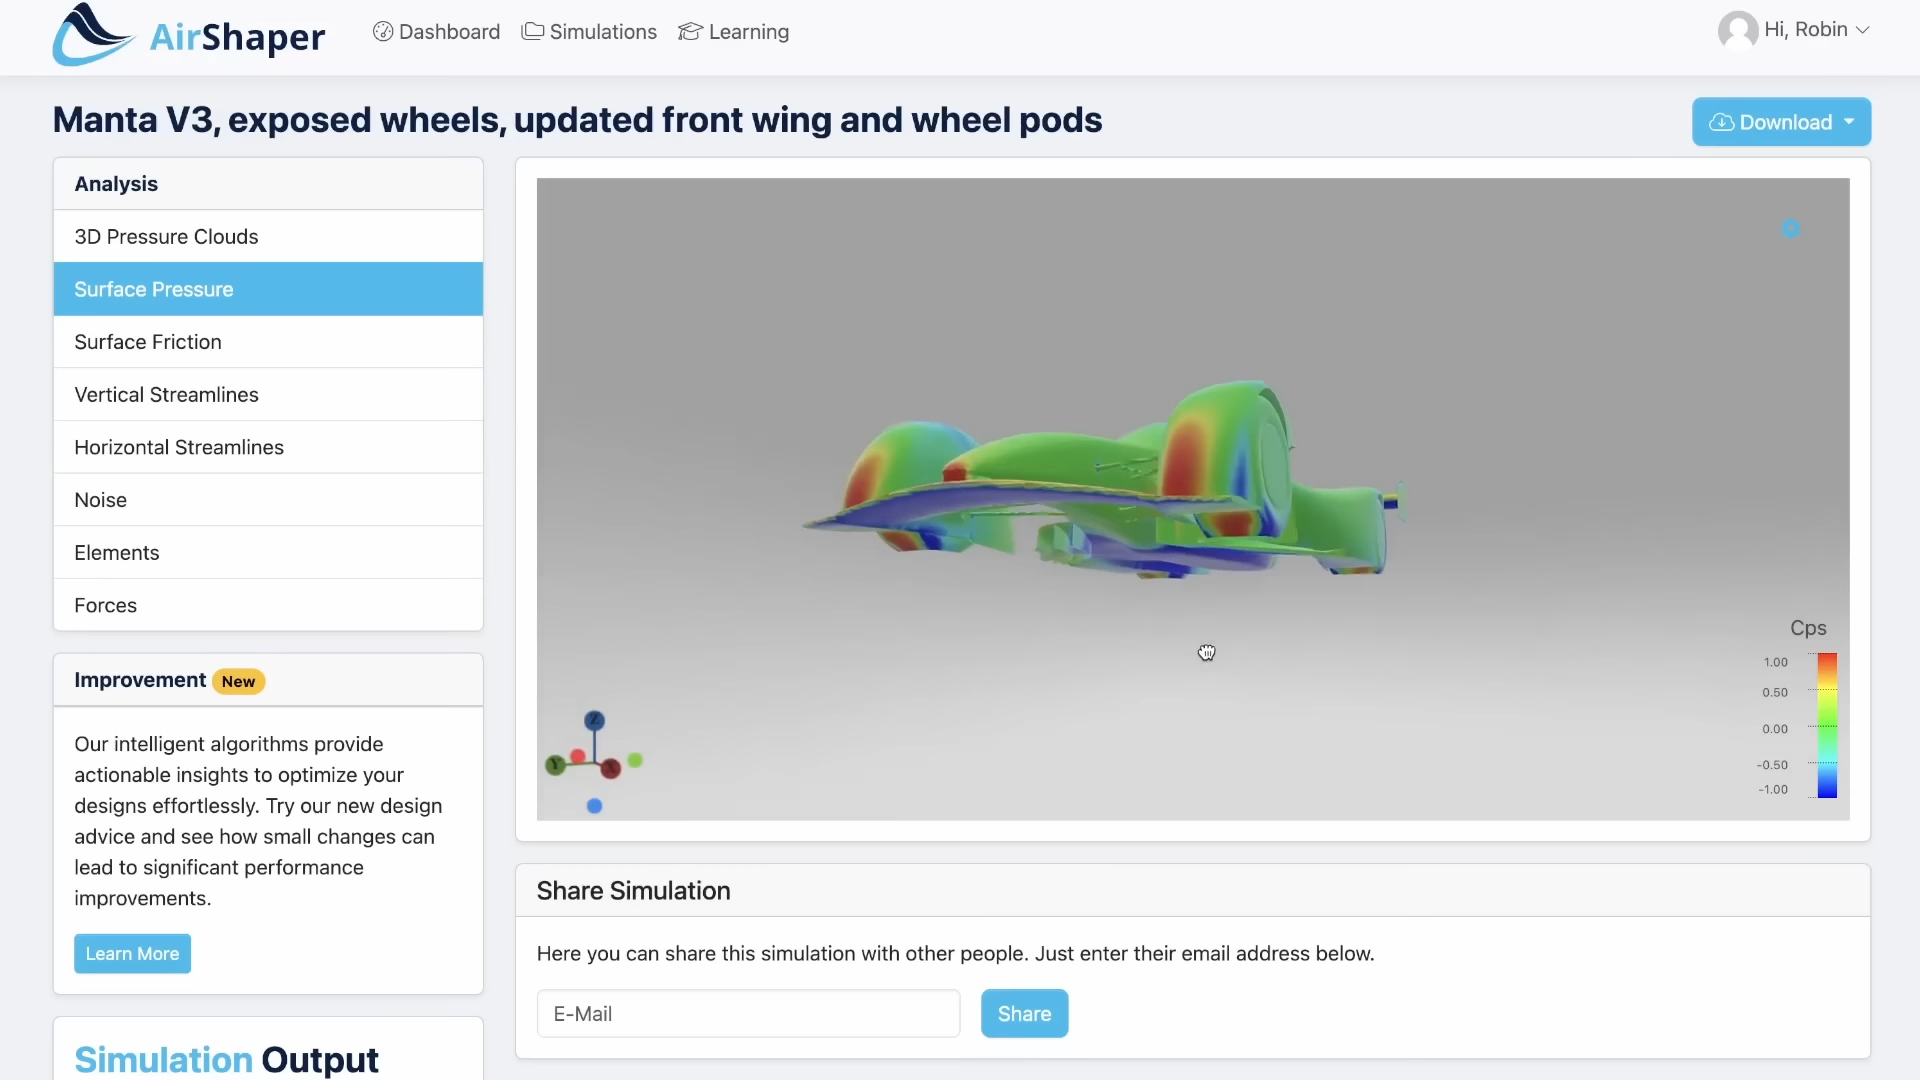 AirShaper
Dashboard
Simulations
Learning
Hi, Robin
Manta V3, exposed wheels, updated front wing and wheel pods
Download
Analysis
3D Pressure Clouds
Surface Pressure
Surface Friction
Vertical Streamlines
Horizontal Streamlines
Noise
Elements
Forces
Improvement New
Our intelligent algorithms provide
actionable insights to optimize your
designs effortlessly. Try our new design
advice and see how small changes can
lead to significant performance
improvements.
Learn More
Simulation Output
Cps
1.00
0.50
0.00
-0.50
-1.00
Z
Y
X
Share Simulation
Here you can share this simulation with other people. Just enter their email address below.
E-Mail
Share